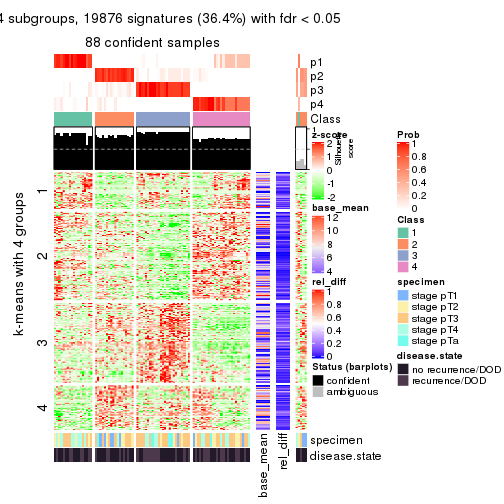 4 subgroups, 19876 signatures (36.4%) with fdr < 0.05
88 confident samples
p1
p2
p3
p4
Class
1
Silhouette
score
k-means with 4 groups
1
2
3
4
base_mean
rel_diff
specimen
disease.state
z-score
2
1
0
-1
-2
base_mean
12
10
8
6
4
rel_diff
1
0.8
0.6
0.4
0.2
0
Status (barplots)
confident
ambiguous
Prob
1
0.8
0.6
0.4
0.2
0
Class
1
2
3
4
specimen
stage pT1
stage pT2
stage pT3
stage pT4
stage pTa
disease.state
no recurrence/DOD
recurrence/DOD